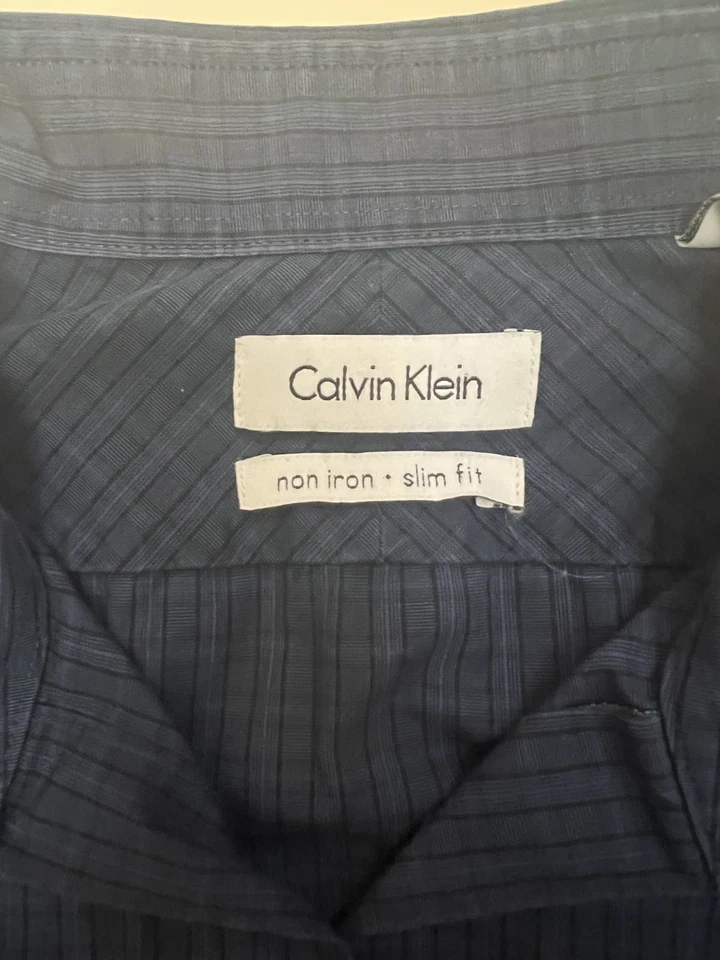 Calvin Klein
non iron • slim fit